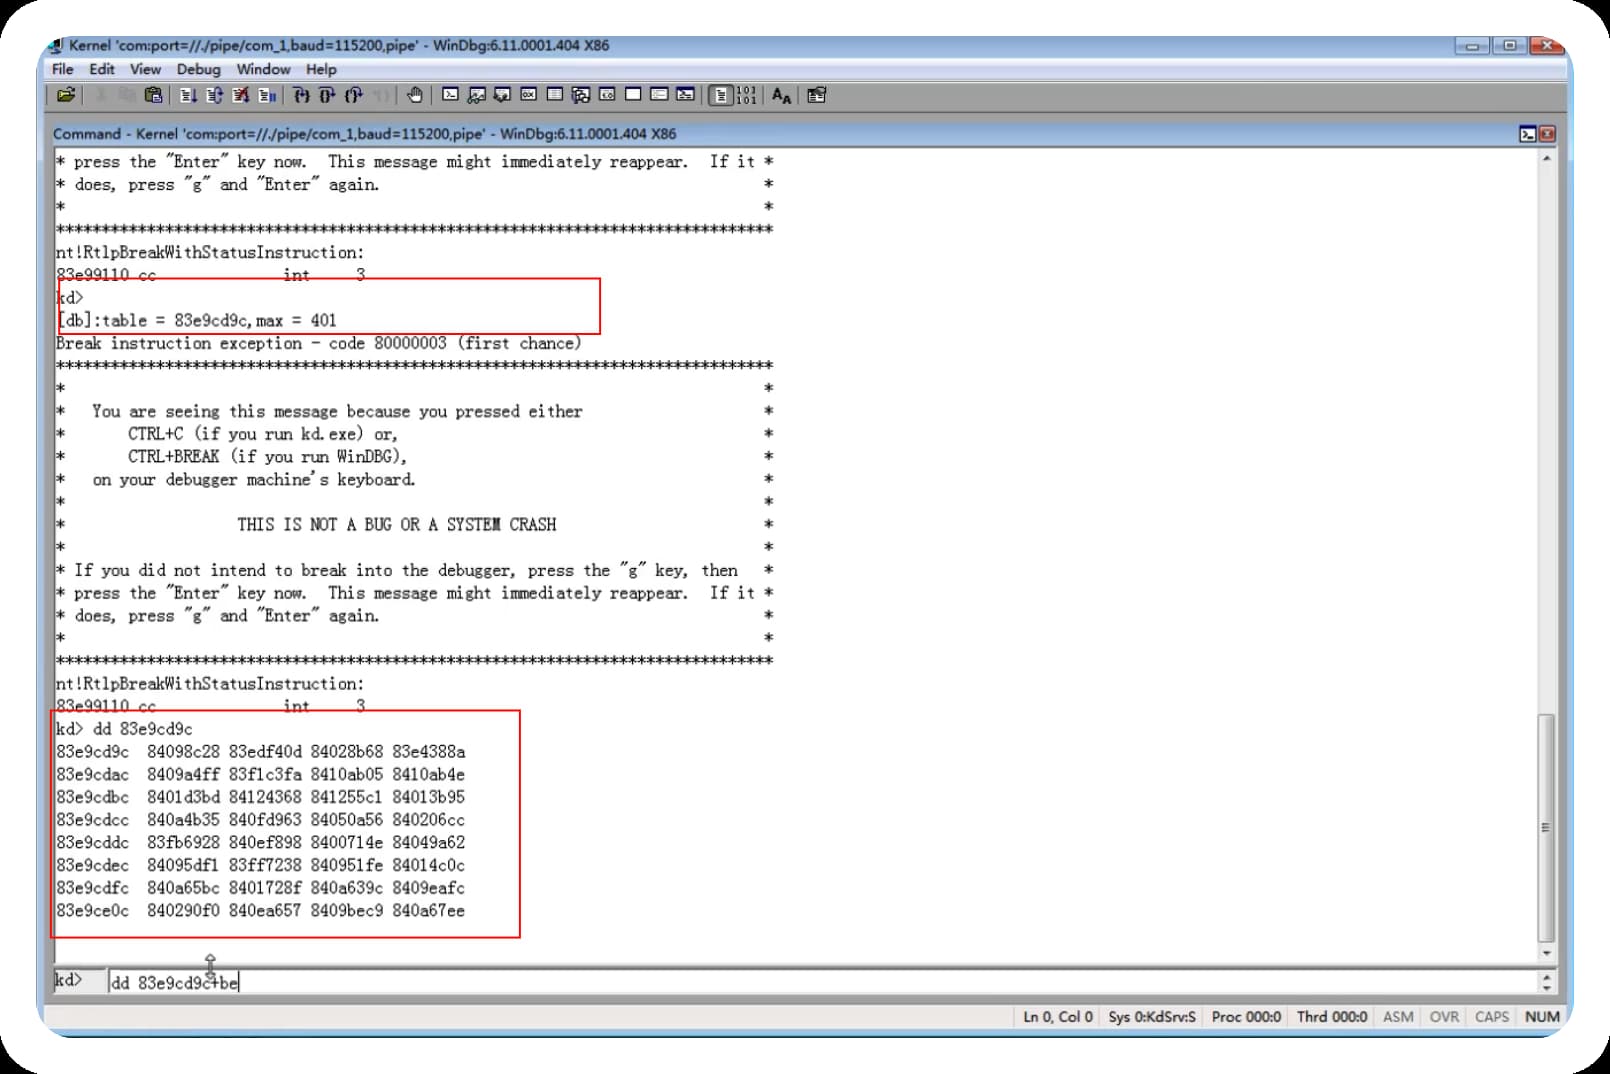 Kernel 'com:port=//./pipe/com_1,baud=115200,pipe' - WinDbg:6.11.0001.404 X86
File Edit View Debug Window Help
Command - Kernel 'com:port=//./pipe/com_1,baud=115200,pipe' - WinDbg:6.11.0001.404 X86
* press the "Enter" key now.  This message might immediately reappear.  If it *
* does, press "g" and "Enter" again. *
* *
*******************************************************************************
nt!RtlpBreakWithStatusInstruction:
83e99110 cc int 3
kd>
[db]:table = 83e9cd9c,max = 401
Break instruction exception - code 80000003 (first chance)
*******************************************************************************
* *
* You are seeing this message because you pressed either *
* CTRL+C (if you run kd.exe) or, *
* CTRL+BREAK (if you run WinDBG), *
* on your debugger machine's keyboard. *
* *
* THIS IS NOT A BUG OR A SYSTEM CRASH *
* *
* If you did not intend to break into the debugger, press the "g" key, then *
* press the "Enter" key now.  This message might immediately reappear.  If it *
* does, press "g" and "Enter" again. *
* *
*******************************************************************************
nt!RtlpBreakWithStatusInstruction:
83e99110 cc int 3
kd> dd 83e9cd9c
83e9cd9c 84098c28 83edf40d 84028b68 83e4388a
83e9cdac 8409a4ff 83f1c3fa 8410ab05 8410ab4e
83e9cdbc 8401d3bd 84124368 841255c1 84013b95
83e9cdcc 840a4b35 840fd963 84050a56 840206cc
83e9cddc 83fb6928 840ef898 8400714e 84049a62
83e9cdec 84095df1 83ff7238 840951fe 84014c0c
83e9cdfc 840a65bc 8401728f 840a639c 8409eafc
83e9ce0c 840290f0 840ea657 8409bec9 840a67ee
kd> dd 83e9cd9c+be
Ln 0, Col 0 Sys 0:KdSrv:S Proc 000:0 Thrd 000:0 ASM OVR CAPS NUM